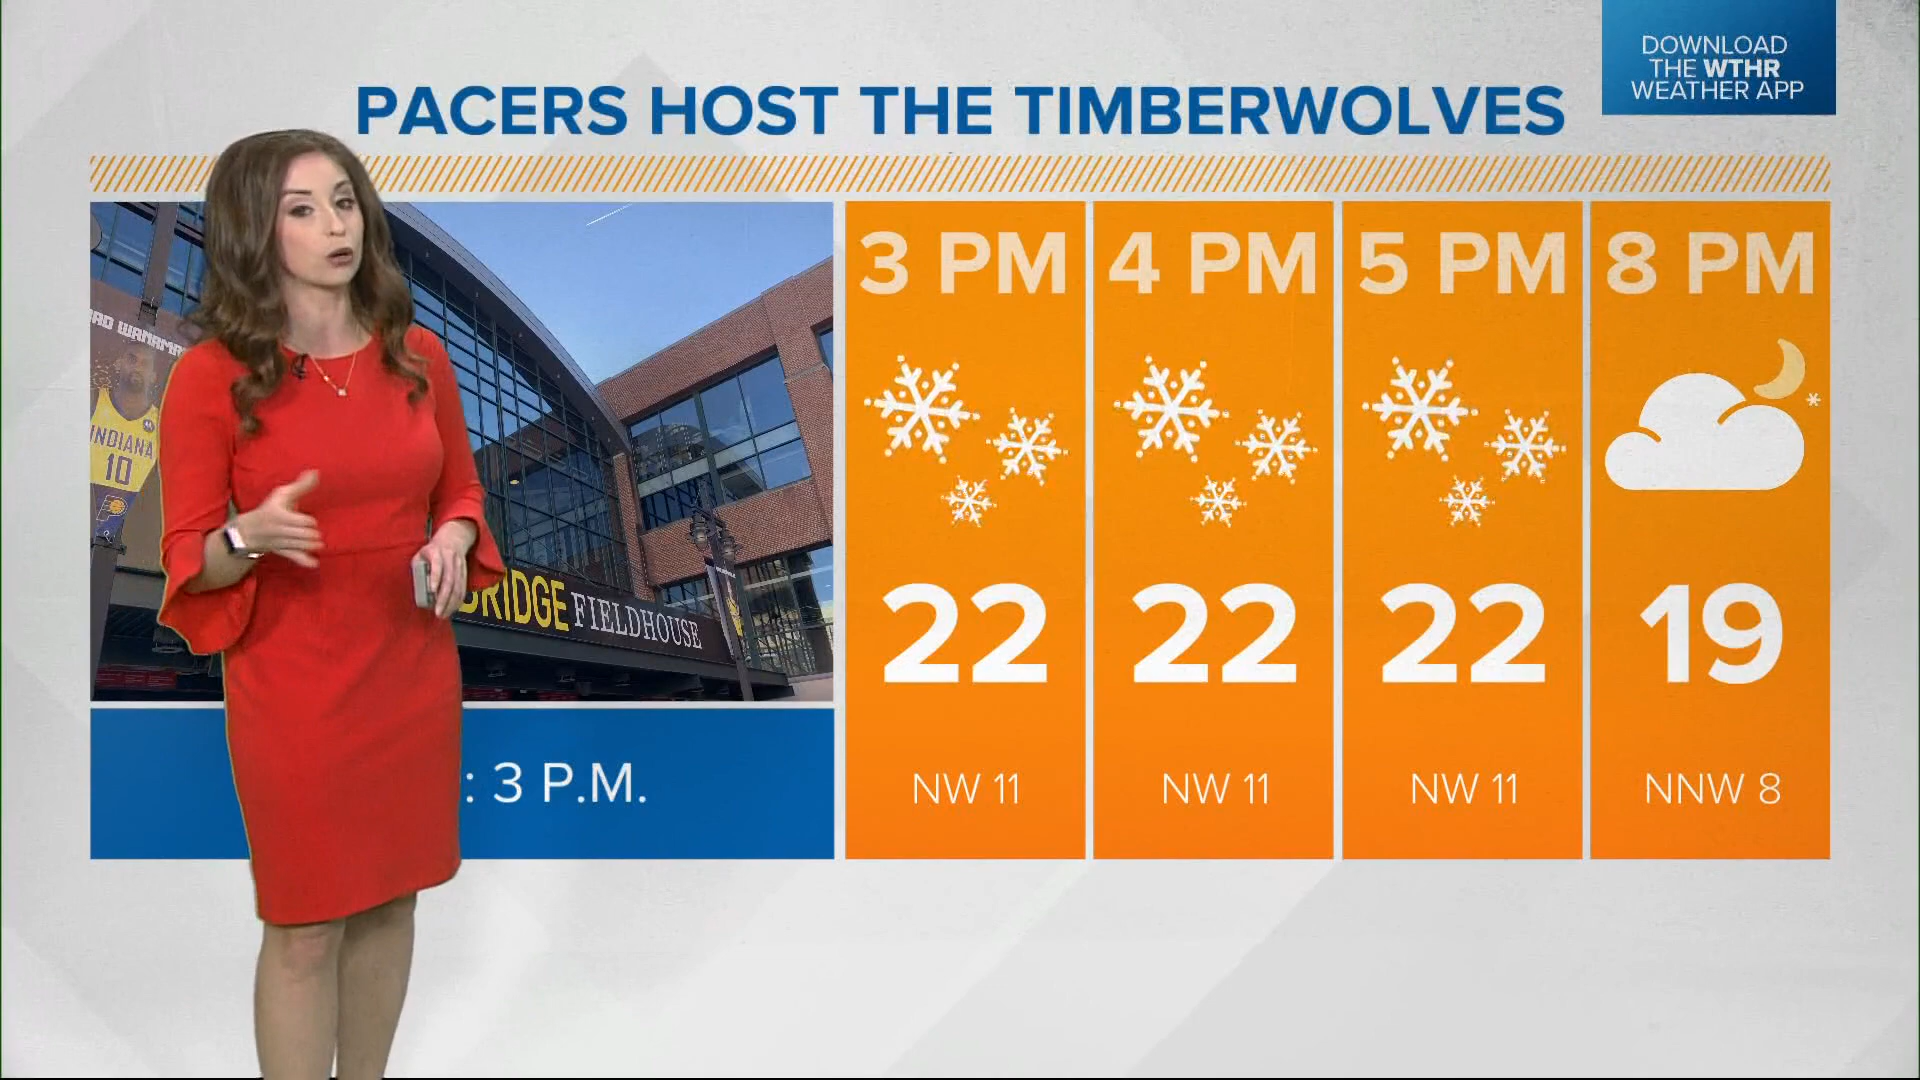 DOWNLOAD
THE WTHR
WEATHER APP
PACERS HOST THE TIMBERWOLVES
INDIANA
10
FIELDHOUSE
: 3 P.M.
3 PM
22
NW 11
4 PM
22
NW 11
5 PM
22
NW 11
8 PM
19
NNW 8